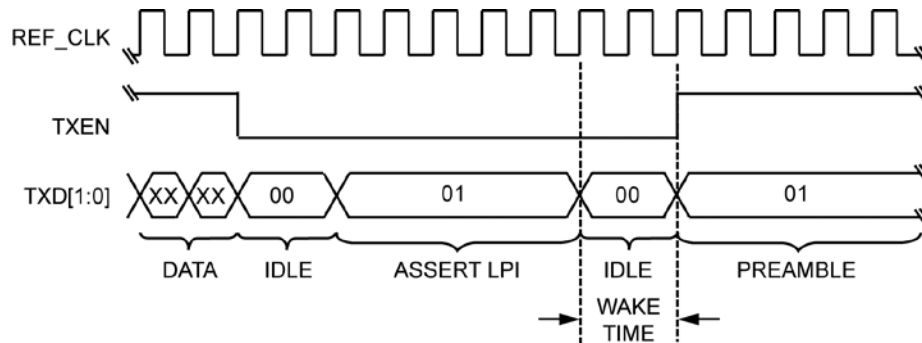 REF_CLK
TXEN
TXD[1:0] XX XX 00 01 00 01
DATA IDLE ASSERT LPI IDLE PREAMBLE
WAKE
TIME